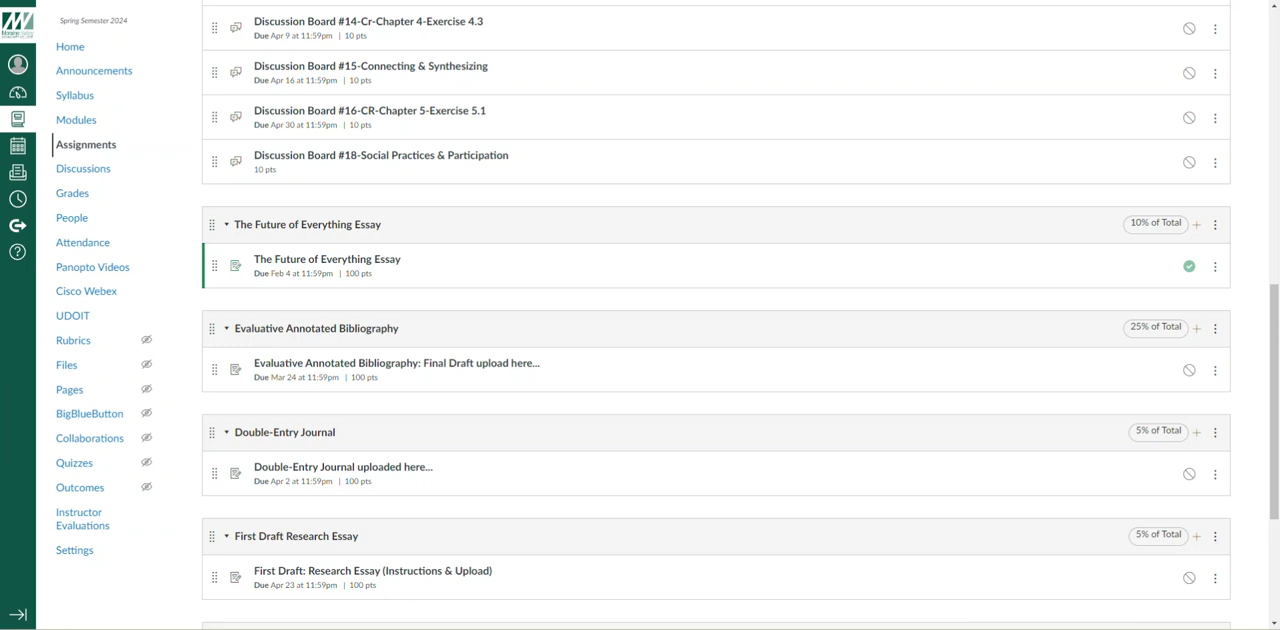 Spring Semester 2024
Home
Announcements
Syllabus
Modules
Assignments
Discussions
Grades
People
Attendance
Panopto Videos
Cisco Webex
UDOIT
Rubrics
Files
Pages
BigBlueButton
Collaborations
Quizzes
Outcomes
Instructor
Evaluations
Settings
Discussion Board #14-Cr-Chapter 4-Exercise 4.3
Due Apr 9 at 11:59pm | 10 pts
Discussion Board #15-Connecting & Synthesizing
Due Apr 16 at 11:59pm | 10 pts
Discussion Board #16-CR-Chapter 5-Exercise 5.1
Due Apr 30 at 11:59pm | 10 pts
Discussion Board #18-Social Practices & Participation
10 pts
The Future of Everything Essay 10% of Total
The Future of Everything Essay
Due Feb 4 at 11:59pm | 100 pts
Evaluative Annotated Bibliography 25% of Total
Evaluative Annotated Bibliography: Final Draft upload here...
Due Mar 24 at 11:59pm | 100 pts
Double-Entry Journal 5% of Total
Double-Entry Journal uploaded here...
Due Apr 2 at 11:59pm | 100 pts
First Draft Research Essay 5% of Total
First Draft: Research Essay (Instructions & Upload)
Due Apr 23 at 11:59pm | 100 pts